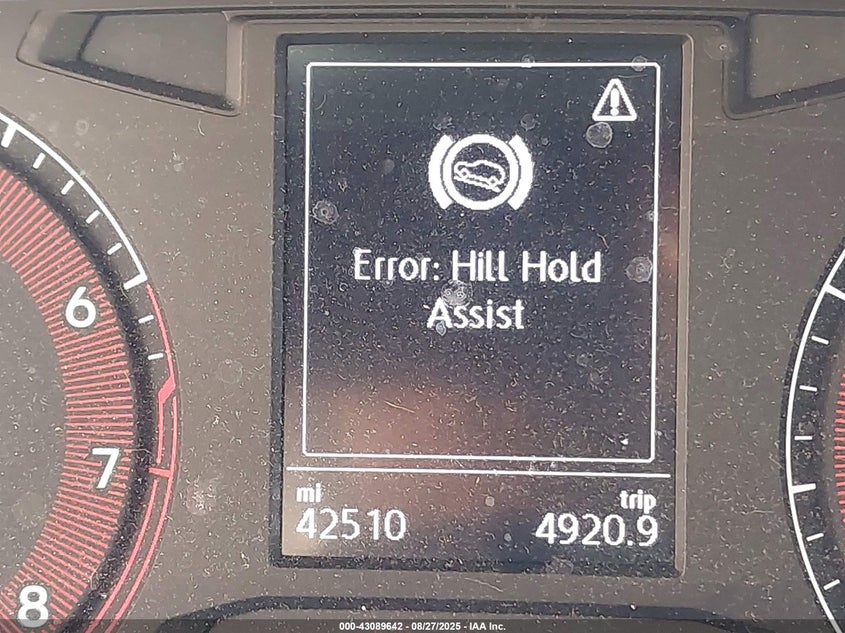 Error: Hill Hold
Assist
6
7
8
mi
trip
42510
4920.9
000-43089642 - 08/27/2025 - IAA Inc.